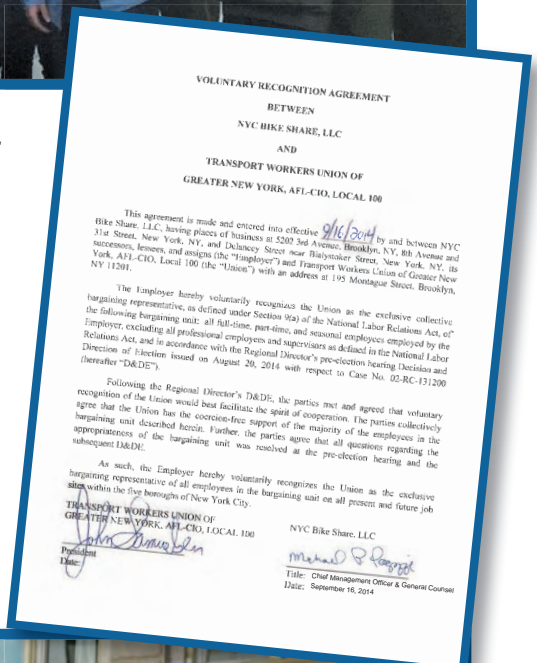 VOLUNTARY RECOGNITION AGREEMENT
BETWEEN
NYC BIKE SHARE, LLC
AND
TRANSPORT WORKERS UNION OF
GREATER NEW YORK, AFL-CIO, LOCAL 100
This agreement is made and entered into effective 9/16/2014 by and between NYC
Bike Share, LLC, having places of business at 5202 3rd Avenue, Brooklyn, NY, 8th Avenue and
31st Street, New York, NY, and Delancey Street near Bialystoker Street, New York, NY, its
successors, lessees, and assigns (the "Employer") and Transport Workers Union of Greater New
York, AFL-CIO, Local 100 (the "Union") with an address at 195 Montague Street, Brooklyn,
NY 11201.
The Employer hereby voluntarily recognizes the Union as the exclusive collective
bargaining representative, as defined under Section 9(a) of the National Labor Relations Act, of
the following bargaining unit: all full-time, part-time, and seasonal employees employed by the
Employer, excluding all professional employees and supervisors as defined in the National Labor
Relations Act, and in accordance with the Regional Director's pre-election hearing Decision and
Direction of Election issued on August 20, 2014 with respect to Case No. 02-RC-131200
(hereafter "D&DE").
Following the Regional Director's D&DE, the parties met and agreed that voluntary
recognition of the Union would best facilitate the spirit of cooperation. The parties collectively
agree that the Union has the coercion-free support of the majority of the employees in the
bargaining unit described herein. Further, the parties agree that all questions regarding the
appropriateness of the bargaining unit was resolved at the pre-election hearing and the
subsequent D&DE.
As such, the Employer hereby voluntarily recognizes the Union as the exclusive
bargaining representative of all employees in the bargaining unit on all present and future job
sites within the five boroughs of New York City.
TRANSPORT WORKERS UNION OF
GREATER NEW YORK, AFL-CIO, LOCAL 100
John Samuelsen
President
Date:
NYC Bike Share, LLC
Michael P
Title: Chief Management Officer & General Counsel
Date: September 16, 2014